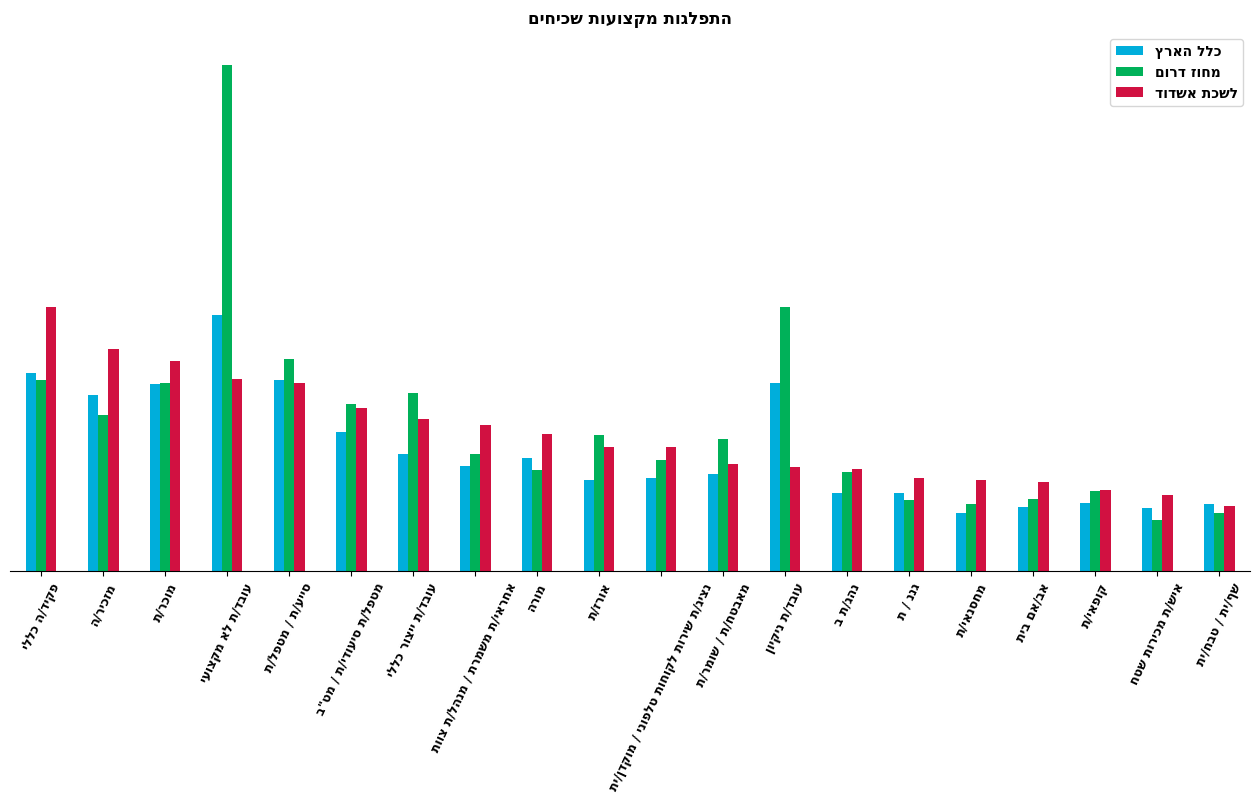 התפלגות מקצועות שכיחים
כלל הארץ
מחוז דרום
לשכת אשדוד
פקיד/ה כללי
מזכיר/ה
מוכר/ת
עובד/ת לא מקצועי
סייע/ת / מטפל/ת
מטפל/ת סיעודי/ת / מט"ב
עובד/ת ייצור כללי
אחראי/ת משמרת / מנהל/ת צוות
מורה
אורז/ת
נציג/ת שירות לקוחות טלפוני / מוקדן/ית
מאבטח/ת / שומר/ת
עובד/ת ניקיון
נהג/ת ב
גנן / ת
מחסנאי/ת
אב/אם בית
קופאי/ת
איש/ת מכירות שטח
שף/ית / טבח/ית